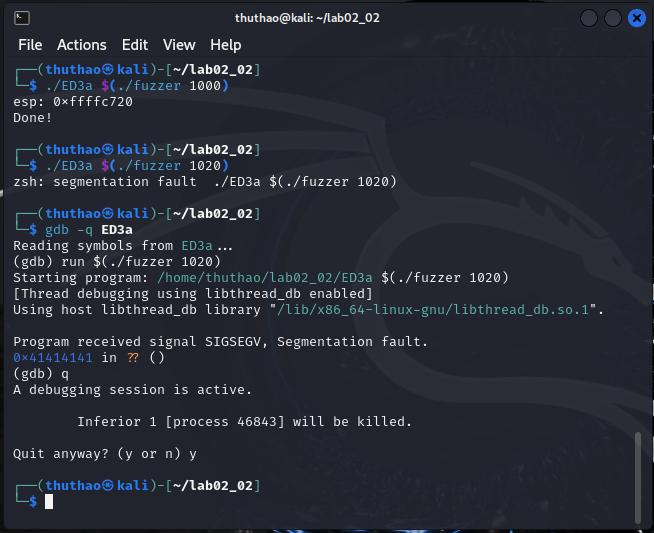 thuthao@kali: ~/lab02_02
File Actions Edit View Help
┌──(thuthao㉿kali)-[~/lab02_02]
└─$ ./ED3a $(./fuzzer 1000)
esp: 0×ffffc720
Done!
┌──(thuthao㉿kali)-[~/lab02_02]
└─$ ./ED3a $(./fuzzer 1020)
zsh: segmentation fault  ./ED3a $(./fuzzer 1020)
┌──(thuthao㉿kali)-[~/lab02_02]
└─$ gdb -q ED3a
Reading symbols from ED3a...
(gdb) run $(./fuzzer 1020)
Starting program: /home/thuthao/lab02_02/ED3a $(./fuzzer 1020)
[Thread debugging using libthread_db enabled]
Using host libthread_db library "/lib/x86_64-linux-gnu/libthread_db.so.1".
Program received signal SIGSEGV, Segmentation fault.
0×41414141 in ?? ()
(gdb) q
A debugging session is active.
Inferior 1 [process 46843] will be killed.
Quit anyway? (y or n) y
┌──(thuthao㉿kali)-[~/lab02_02]
└─$